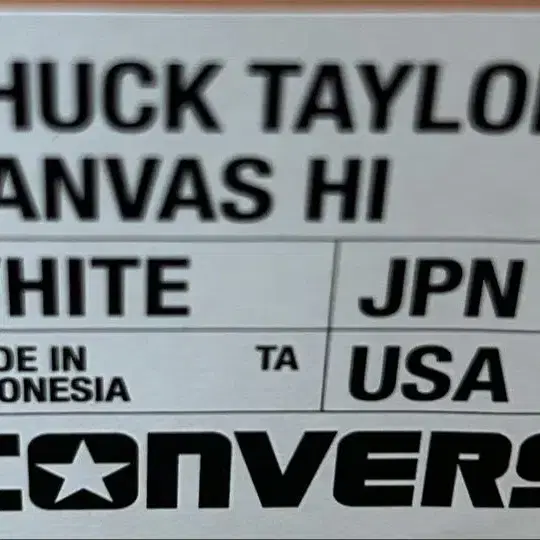 HUCK TAYLO
ANVAS HI
HITE JPN
DE IN TA USA
ONESIA
CONVERS